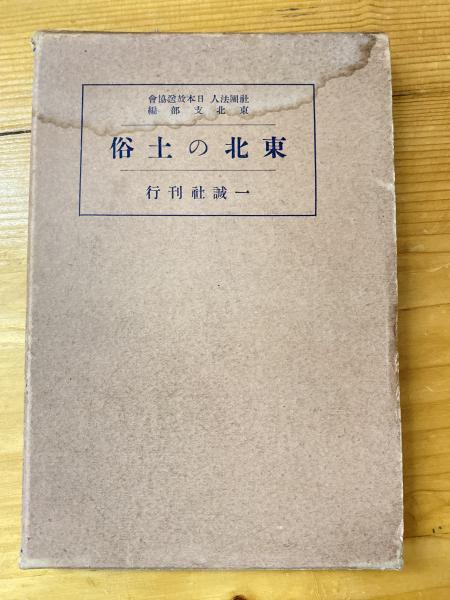 社團法人 日本放送協會
東北支部編
東北の土俗
一誠社刊行